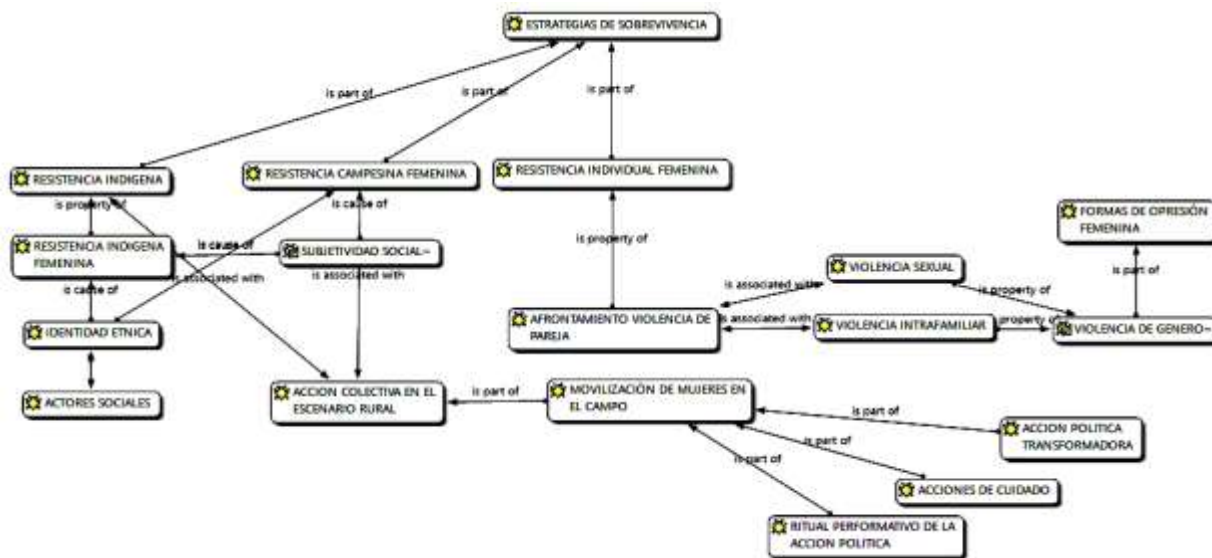 ESTRATEGIAS DE SOBREVIVENCIA
is part of
is part of
is part of
RESISTENCIA INDIGENA
RESISTENCIA CAMPESINA FEMENINA
RESISTENCIA INDIVIDUAL FEMENINA
is property of
is cause of
FORMAS DE OPRESIÓN
FEMENINA
RESISTENCIA INDIGENA
FEMENINA
is cause of
SUBJETIVIDAD SOCIAL~
is property of
is associated with
is associated with
is part of
VIOLENCIA SEXUAL
is cause of
is associated with
is property of
IDENTIDAD ETNICA
AFRONTAMIENTO VIOLENCIA DE
PAREJA
is associated with
VIOLENCIA INTRAFAMILIAR
property of
VIOLENCIA DE GENERO~
ACTORES SOCIALES
ACCION COLECTIVA EN EL
ESCENARIO RURAL
is part of
MOVILIZACIÓN DE MUJERES EN
EL CAMPO
is part of
ACCION POLITICA
TRANSFORMADORA
is part of
is part of
ACCIONES DE CUIDADO
RITUAL PERFORMATIVO DE LA
ACCION POLITICA